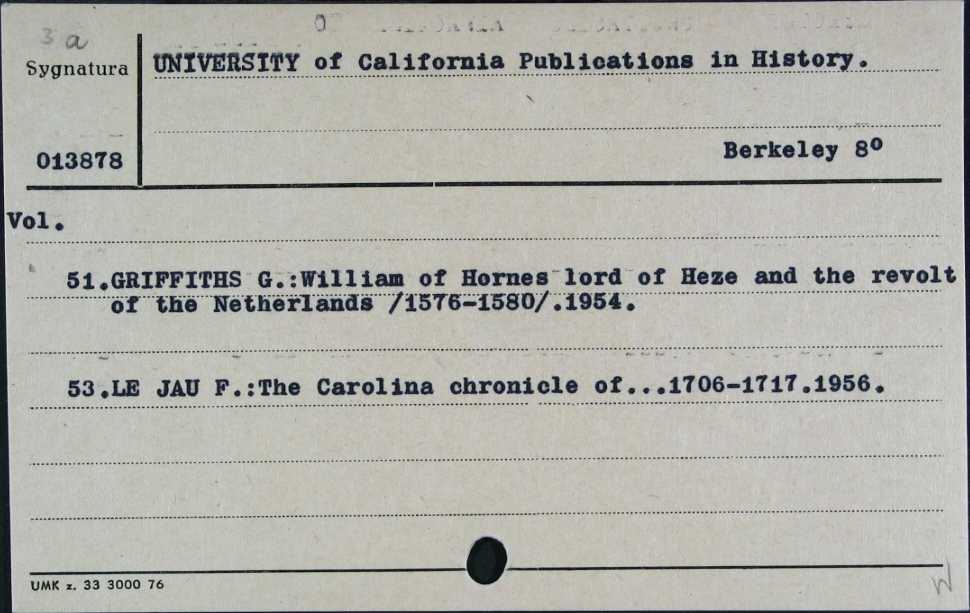 3 a
Sygnatura
UNIVERSITY of California Publications in History.
013878
Berkeley 8º
Vol.
51.GRIFFITHS G.:William of Hornes lord of Heze and the revolt
of the Netherlands /1576-1580/.1954.
53.LE JAU F.:The Carolina chronicle of...1706-1717.1956.
UMK z. 33 3000 76